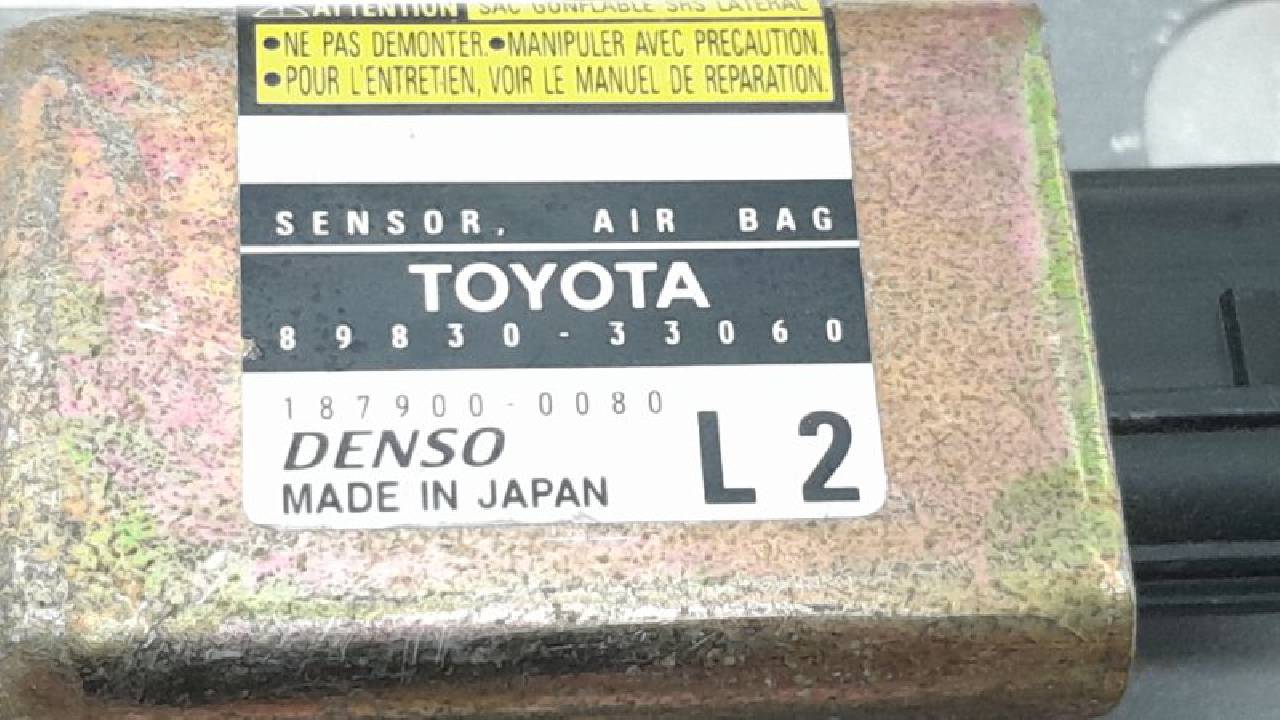 ATTENTION SAC GONFLABLE SRS LATERAL
•NE PAS DEMONTER.•MANIPULER AVEC PRECAUTION.
•POUR L'ENTRETIEN, VOIR LE MANUEL DE REPARATION.
SENSOR, AIR BAG
TOYOTA
89830-33060
187900-0080
DENSO
L2
MADE IN JAPAN